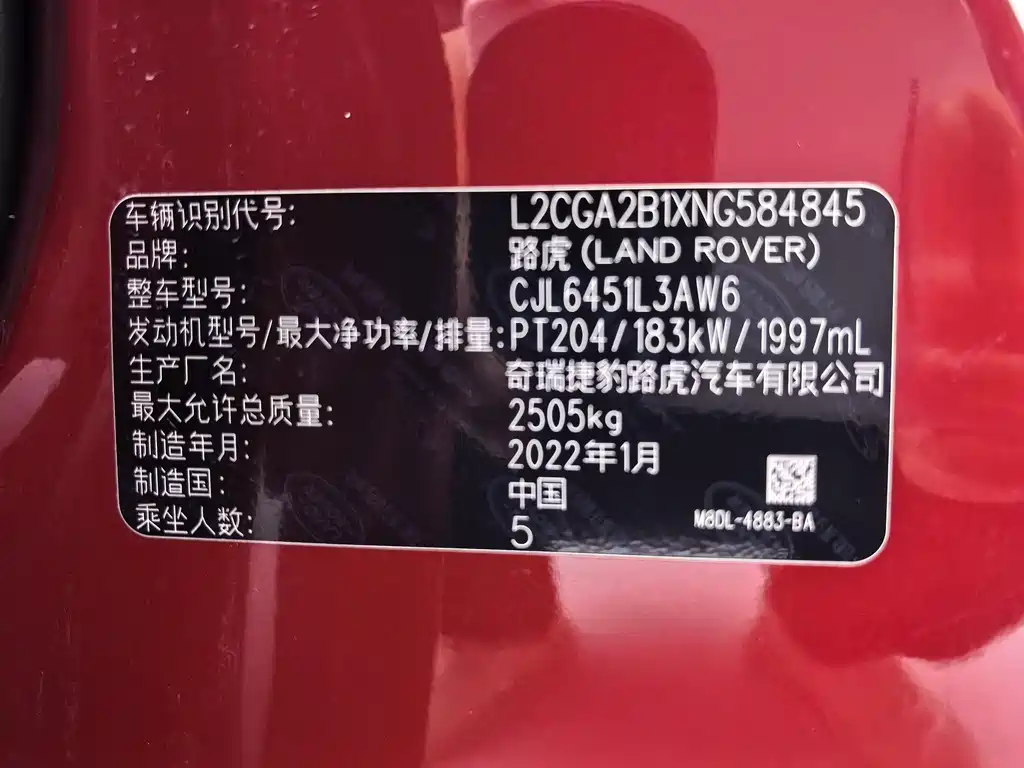 车辆识别代号: L2CGA2B1XNG584845
品牌: 路虎 (LAND ROVER)
整车型号: CJL6451L3AW6
发动机型号/最大净功率/排量: PT204/183kW/1997mL
生产厂名: 奇瑞捷豹路虎汽车有限公司
最大允许总质量: 2505kg
制造年月: 2022年1月
制造国: 中国
乘坐人数: 5
M8DL-4883-BA